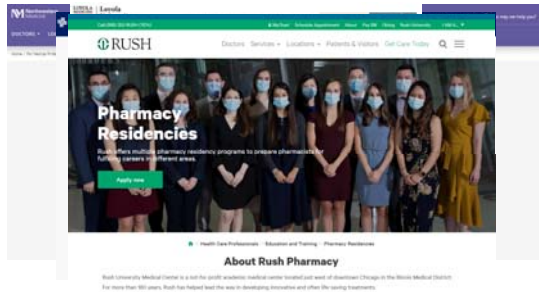 Northwestern
Medicine
DOCTORS
LOYOLA
MEDICINE
Loyola
Call (888) 352-RUSH (7874)
MyChart Schedule Appointment About Pay Bill Giving Rush University
RUSH
Doctors Services Locations Patients & Visitors Get Care Today
Pharmacy
Residencies
Rush offers multiple pharmacy residency programs to prepare pharmacists for
fulfilling careers in different areas.
Apply now
Health Care Professionals Education and Training Pharmacy Residencies
About Rush Pharmacy
Rush University Medical Center is a not-for-profit academic medical center located just west of downtown Chicago in the Illinois Medical District.
For more than 180 years, Rush has helped lead the way in developing innovative and often life-saving treatments.